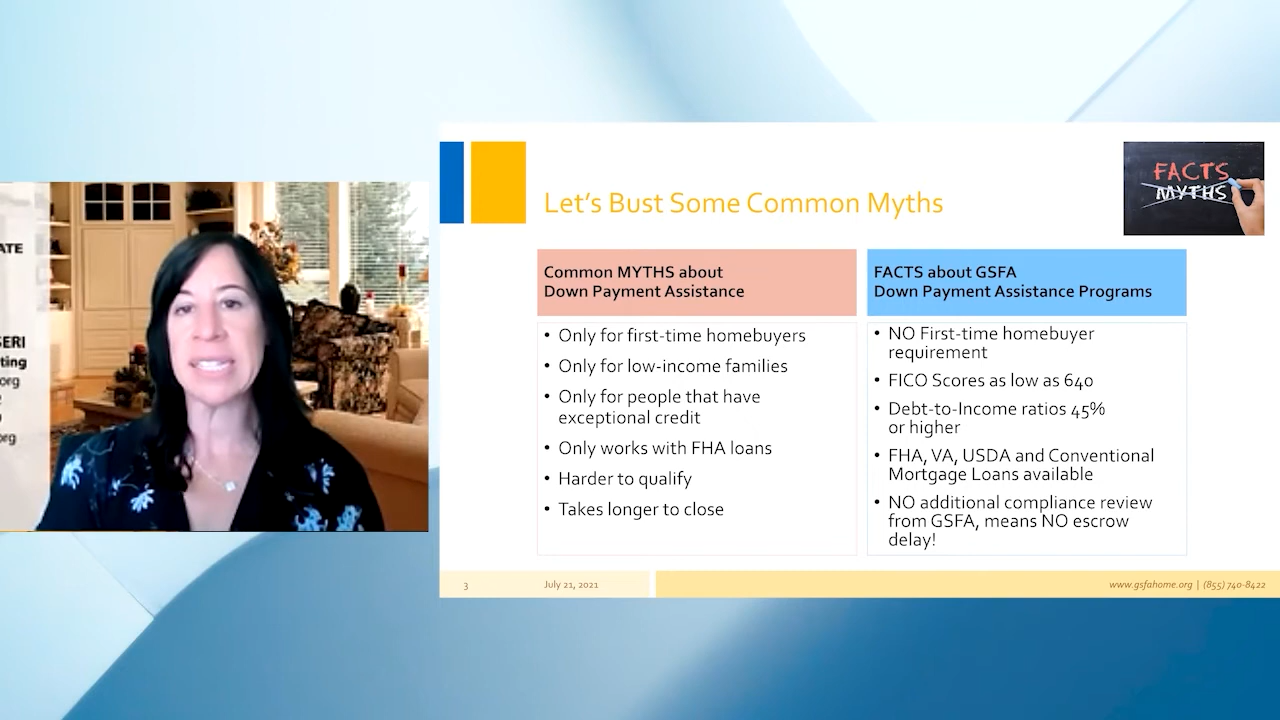 ATE
SERI
ting
org
org
Let's Bust Some Common Myths
FACTS
MYTHS
Common MYTHS about
Down Payment Assistance
• Only for first-time homebuyers
• Only for low-income families
• Only for people that have
exceptional credit
• Only works with FHA loans
• Harder to qualify
• Takes longer to close
FACTS about GSFA
Down Payment Assistance Programs
• NO First-time homebuyer
requirement
• FICO Scores as low as 640
• Debt-to-Income ratios 45%
or higher
• FHA, VA, USDA and Conventional
Mortgage Loans available
• NO additional compliance review
from GSFA, means NO escrow
delay!
3
July 21, 2021
www.gsfahome.org | (855) 740-8422